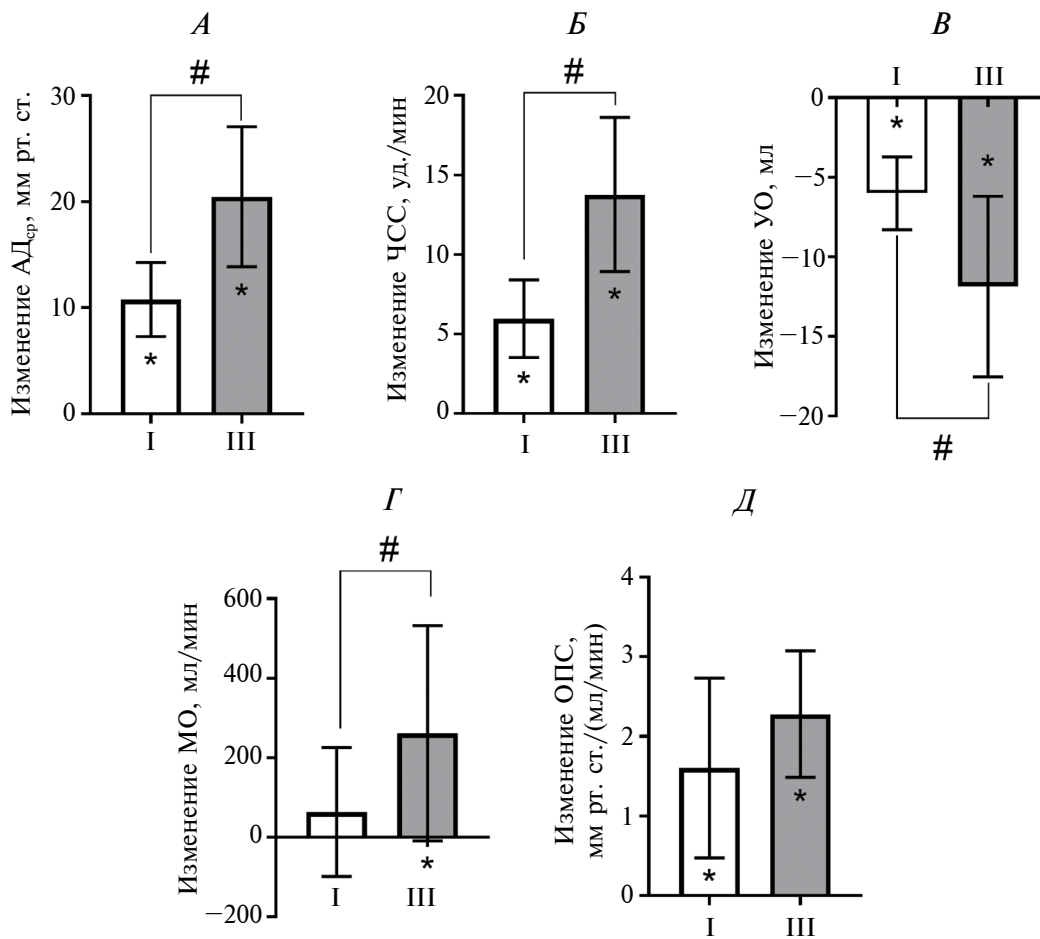 А
#
Изменение АДср, мм рт. ст.
30
20
10
0
*
*
I
III
Б
#
Изменение ЧСС, уд./мин
20
15
10
5
0
*
*
I
III
В
I
III
Изменение УО, мл
0
−5
−10
−15
−20
*
*
#
Г
#
Изменение МО, мл/мин
600
400
200
0
−200
*
I
III
Д
Изменение ОПС,
мм рт. ст./(мл/мин)
4
3
2
1
0
*
*
I
III